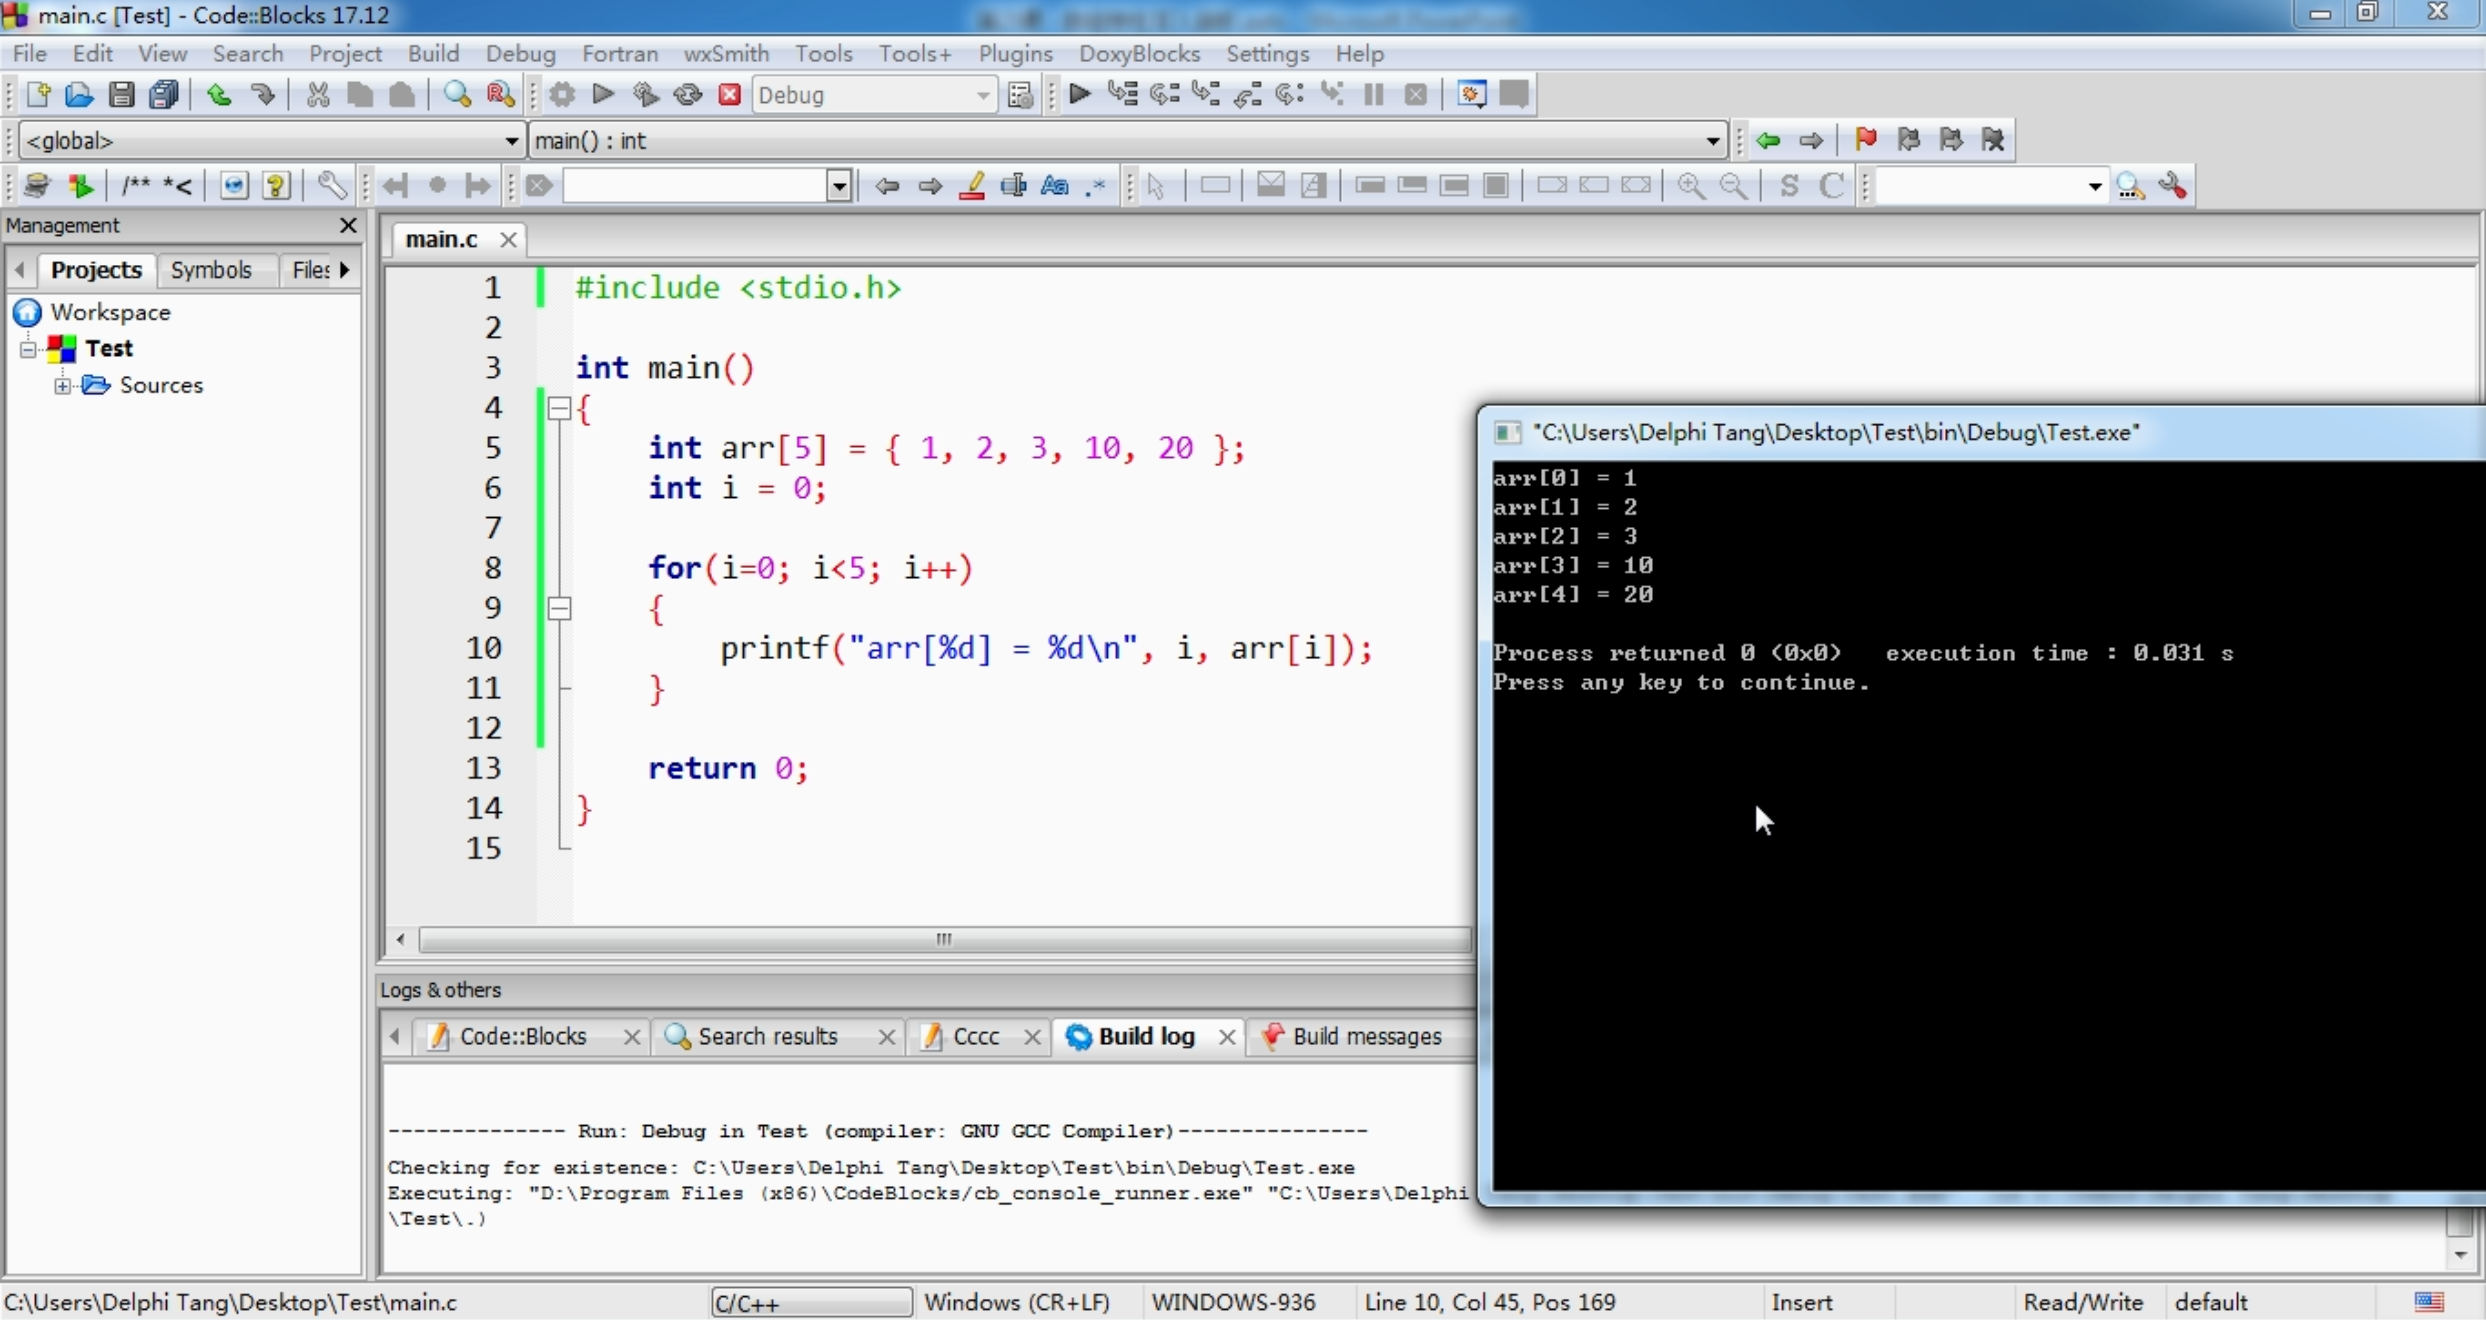 main.c [Test] - Code::Blocks 17.12
File Edit View Search Project Build Debug Fortran wxSmith Tools Tools+ Plugins DoxyBlocks Settings Help
Debug
<global> main() : int
/** *< S C
Management
Projects Symbols Files
Workspace
Test
Sources
main.c
1 #include <stdio.h>
2
3 int main()
4 {
5 int arr[5] = { 1, 2, 3, 10, 20 };
6 int i = 0;
7
8 for(i=0; i<5; i++)
9 {
10 printf("arr[%d] = %d\n", i, arr[i]);
11 }
12
13 return 0;
14 }
15
"C:\Users\Delphi Tang\Desktop\Test\bin\Debug\Test.exe"
arr[0] = 1
arr[1] = 2
arr[2] = 3
arr[3] = 10
arr[4] = 20
Process returned 0 (0x0)   execution time : 0.031 s
Press any key to continue.
Logs & others
Code::Blocks Search results Cccc Build log Build messages
-------------- Run: Debug in Test (compiler: GNU GCC Compiler)---------------
Checking for existence: C:\Users\Delphi Tang\Desktop\Test\bin\Debug\Test.exe
Executing: "D:\Program Files (x86)\CodeBlocks/cb_console_runner.exe" "C:\Users\Delphi
\Test\.)
C:\Users\Delphi Tang\Desktop\Test\main.c C/C++ Windows (CR+LF) WINDOWS-936 Line 10, Col 45, Pos 169 Insert Read/Write default